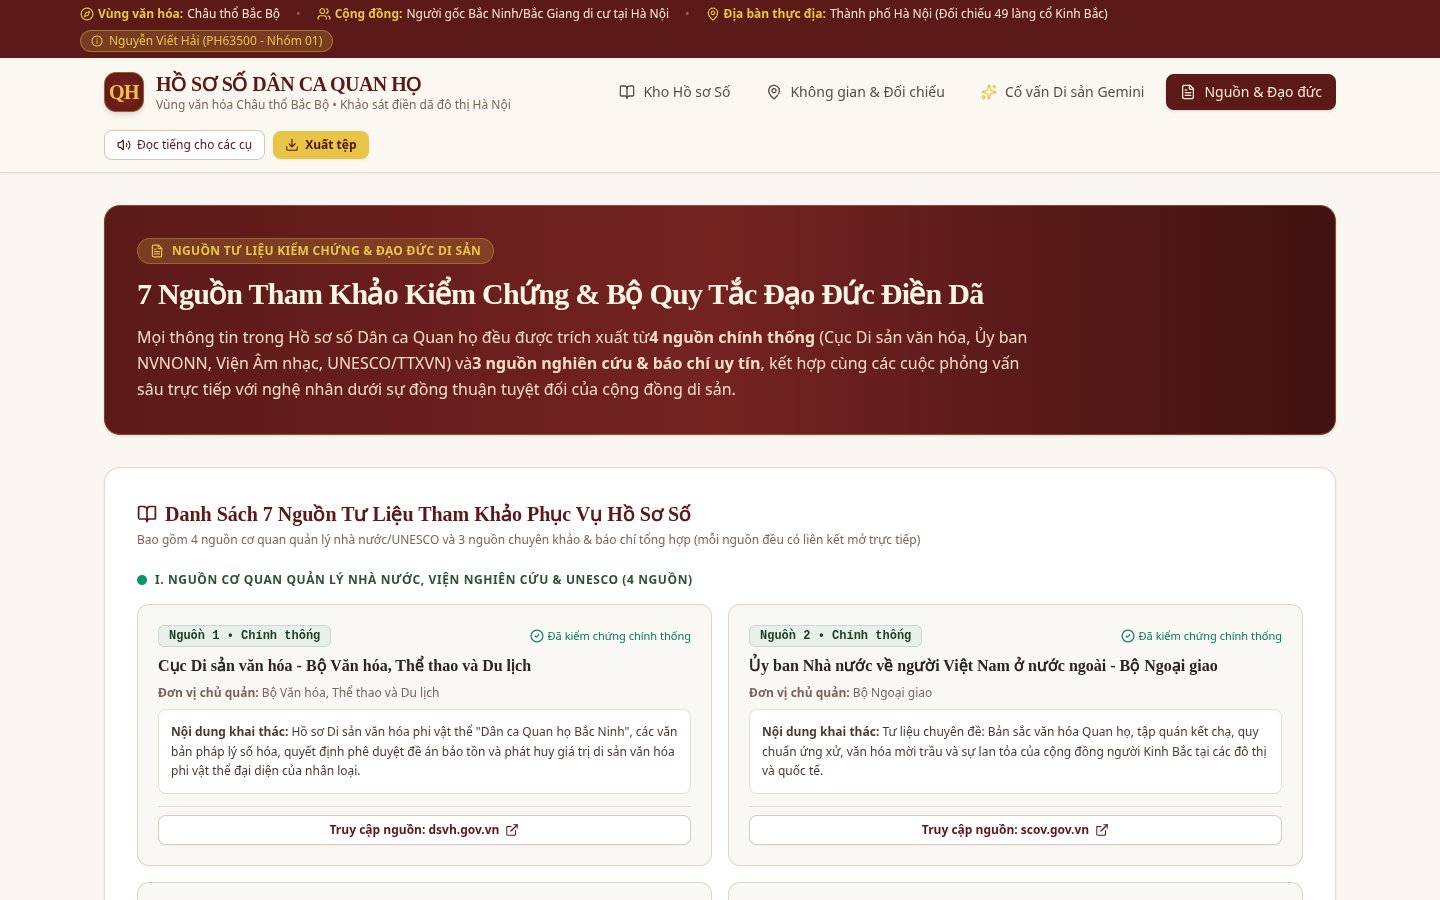 Vùng văn hóa: Châu thổ Bắc Bộ • Cộng đồng: Người gốc Bắc Ninh/Bắc Giang di cư tại Hà Nội • Địa bàn thực địa: Thành phố Hà Nội (Đối chiếu 49 làng cổ Kinh Bắc)
Nguyễn Viết Hải (PH63500 - Nhóm 01)
QH
HỒ SƠ SỐ DÂN CA QUAN HỌ
Vùng văn hóa Châu thổ Bắc Bộ • Khảo sát điền dã đô thị Hà Nội
Kho Hồ sơ Số
Không gian & Đối chiếu
Cố vấn Di sản Gemini
Nguồn & Đạo đức
Đọc tiếng cho các cụ
Xuất tệp
NGUỒN TƯ LIỆU KIỂM CHỨNG & ĐẠO ĐỨC DI SẢN
7 Nguồn Tham Khảo Kiểm Chứng & Bộ Quy Tắc Đạo Đức Điền Dã
Mọi thông tin trong Hồ sơ số Dân ca Quan họ đều được trích xuất từ4 nguồn chính thống (Cục Di sản văn hóa, Ủy ban
NVNONN, Viện Âm nhạc, UNESCO/TTXVN) và3 nguồn nghiên cứu & báo chí uy tín, kết hợp cùng các cuộc phỏng vấn
sâu trực tiếp với nghệ nhân dưới sự đồng thuận tuyệt đối của cộng đồng di sản.
Danh Sách 7 Nguồn Tư Liệu Tham Khảo Phục Vụ Hồ Sơ Số
Bao gồm 4 nguồn cơ quan quản lý nhà nước/UNESCO và 3 nguồn chuyên khảo & báo chí tổng hợp (mỗi nguồn đều có liên kết mở trực tiếp)
I. NGUỒN CƠ QUAN QUẢN LÝ NHÀ NƯỚC, VIỆN NGHIÊN CỨU & UNESCO (4 NGUỒN)
Nguồn 1 • Chính thống
Đã kiểm chứng chính thống
Cục Di sản văn hóa - Bộ Văn hóa, Thể thao và Du lịch
Đơn vị chủ quản: Bộ Văn hóa, Thể thao và Du lịch
Nội dung khai thác: Hồ sơ Di sản văn hóa phi vật thể "Dân ca Quan họ Bắc Ninh", các văn
bản pháp lý số hóa, quyết định phê duyệt đề án bảo tồn và phát huy giá trị di sản văn hóa
phi vật thể đại diện của nhân loại.
Truy cập nguồn: dsvh.gov.vn
Nguồn 2 • Chính thống
Đã kiểm chứng chính thống
Ủy ban Nhà nước về người Việt Nam ở nước ngoài - Bộ Ngoại giao
Đơn vị chủ quản: Bộ Ngoại giao
Nội dung khai thác: Tư liệu chuyên đề: Bản sắc văn hóa Quan họ, tập quán kết chạ, quy
chuẩn ứng xử, văn hóa mời trầu và sự lan tỏa của cộng đồng người Kinh Bắc tại các đô thị
và quốc tế.
Truy cập nguồn: scov.gov.vn